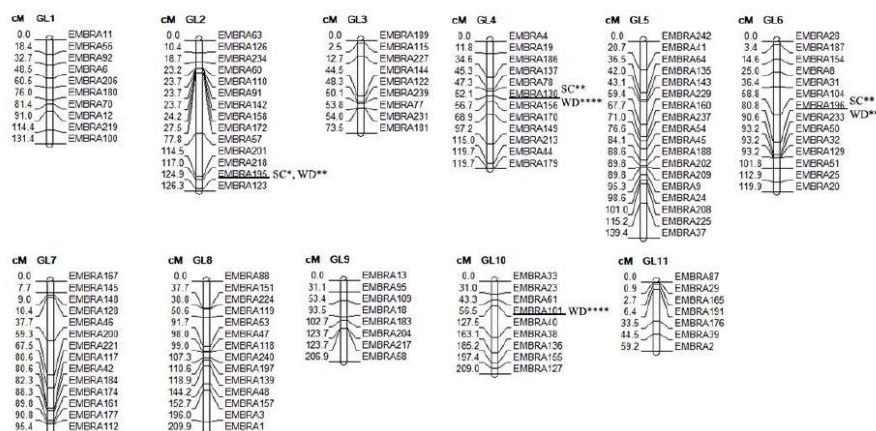 cM GL1
0.0 EMBRA11
18.4 EMBRA56
32.7 EMBRA92
48.5 EMBRA6
60.5 EMBRA206
76.0 EMBRA180
81.4 EMBRA70
91.0 EMBRA12
114.4 EMBRA219
131.4 EMBRA100
cM GL2
0.0 EMBRA63
10.4 EMBRA126
18.7 EMBRA234
23.2 EMBRA60
23.7 EMBRA110
23.7 EMBRA91
23.7 EMBRA142
24.2 EMBRA158
27.5 EMBRA172
77.8 EMBRA57
114.5 EMBRA201
117.0 EMBRA218
124.9 EMBRA195 SC*, WD**
126.3 EMBRA123
cM GL3
0.0 EMBRA189
2.5 EMBRA115
12.7 EMBRA227
44.5 EMBRA144
48.3 EMBRA122
60.1 EMBRA239
53.8 EMBRA77
54.0 EMBRA231
73.5 EMBRA181
cM GL4
0.0 EMBRA4
11.8 EMBRA19
34.6 EMBRA186
45.3 EMBRA137
47.3 EMBRA78
52.1 EMBRA130 SC**
56.7 EMBRA156 WD****
68.9 EMBRA170
97.2 EMBRA149
115.0 EMBRA213
119.7 EMBRA44
119.7 EMBRA179
cM GL5
0.0 EMBRA242
20.7 EMBRA41
36.5 EMBRA64
42.0 EMBRA135
43.1 EMBRA143
59.4 EMBRA229
67.7 EMBRA160
71.0 EMBRA237
76.6 EMBRA54
84.1 EMBRA45
88.6 EMBRA188
89.8 EMBRA202
89.8 EMBRA209
95.3 EMBRA9
98.6 EMBRA24
101.0 EMBRA208
115.2 EMBRA225
139.4 EMBRA37
cM GL6
0.0 EMBRA28
3.4 EMBRA187
14.6 EMBRA154
25.0 EMBRA8
36.4 EMBRA31
58.8 EMBRA104
80.8 EMBRA196 SC**
90.6 EMBRA233 WD**
93.2 EMBRA50
93.2 EMBRA32
93.2 EMBRA129
101.8 EMBRA51
112.9 EMBRA25
119.9 EMBRA20
cM GL7
0.0 EMBRA167
7.7 EMBRA145
9.0 EMBRA148
10.4 EMBRA128
37.7 EMBRA46
59.3 EMBRA200
67.5 EMBRA221
80.6 EMBRA117
80.6 EMBRA42
82.3 EMBRA184
88.3 EMBRA174
89.8 EMBRA161
90.8 EMBRA177
95.4 EMBRA112
cM GL8
0.0 EMBRA88
37.7 EMBRA151
38.8 EMBRA224
50.6 EMBRA119
91.7 EMBRA53
98.0 EMBRA47
99.0 EMBRA118
107.3 EMBRA240
110.6 EMBRA197
118.9 EMBRA139
144.2 EMBRA48
152.7 EMBRA157
196.0 EMBRA3
209.9 EMBRA1
cM GL9
0.0 EMBRA13
31.1 EMBRA95
53.4 EMBRA109
93.5 EMBRA18
102.7 EMBRA183
123.7 EMBRA204
123.7 EMBRA217
206.9 EMBRA58
cM GL10
0.0 EMBRA33
31.0 EMBRA23
43.3 EMBRA61
56.5 EMBRA101 WD****
127.5 EMBRA40
163.1 EMBRA38
185.2 EMBRA136
197.4 EMBRA155
209.0 EMBRA127
cM GL11
0.0 EMBRA87
0.9 EMBRA29
2.7 EMBRA165
6.4 EMBRA191
33.5 EMBRA176
44.5 EMBRA39
59.2 EMBRA2